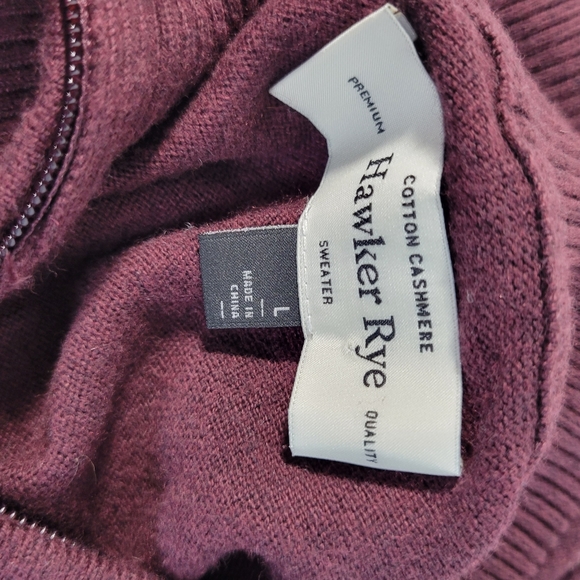 COTTON CASHMERE
PREMIUM Hawker Rye QUALITY
SWEATER
L
MADE IN
CHINA